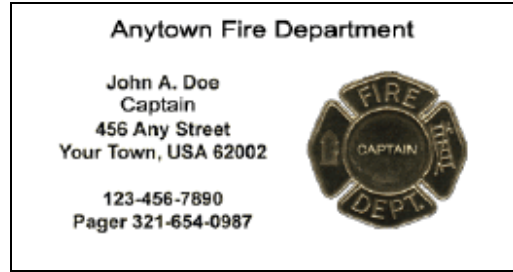 Anytown Fire Department
John A. Doe
Captain
456 Any Street
Your Town, USA 62002
123-456-7890
Pager 321-654-0987
FIRE
CAPTAIN
DEPT.